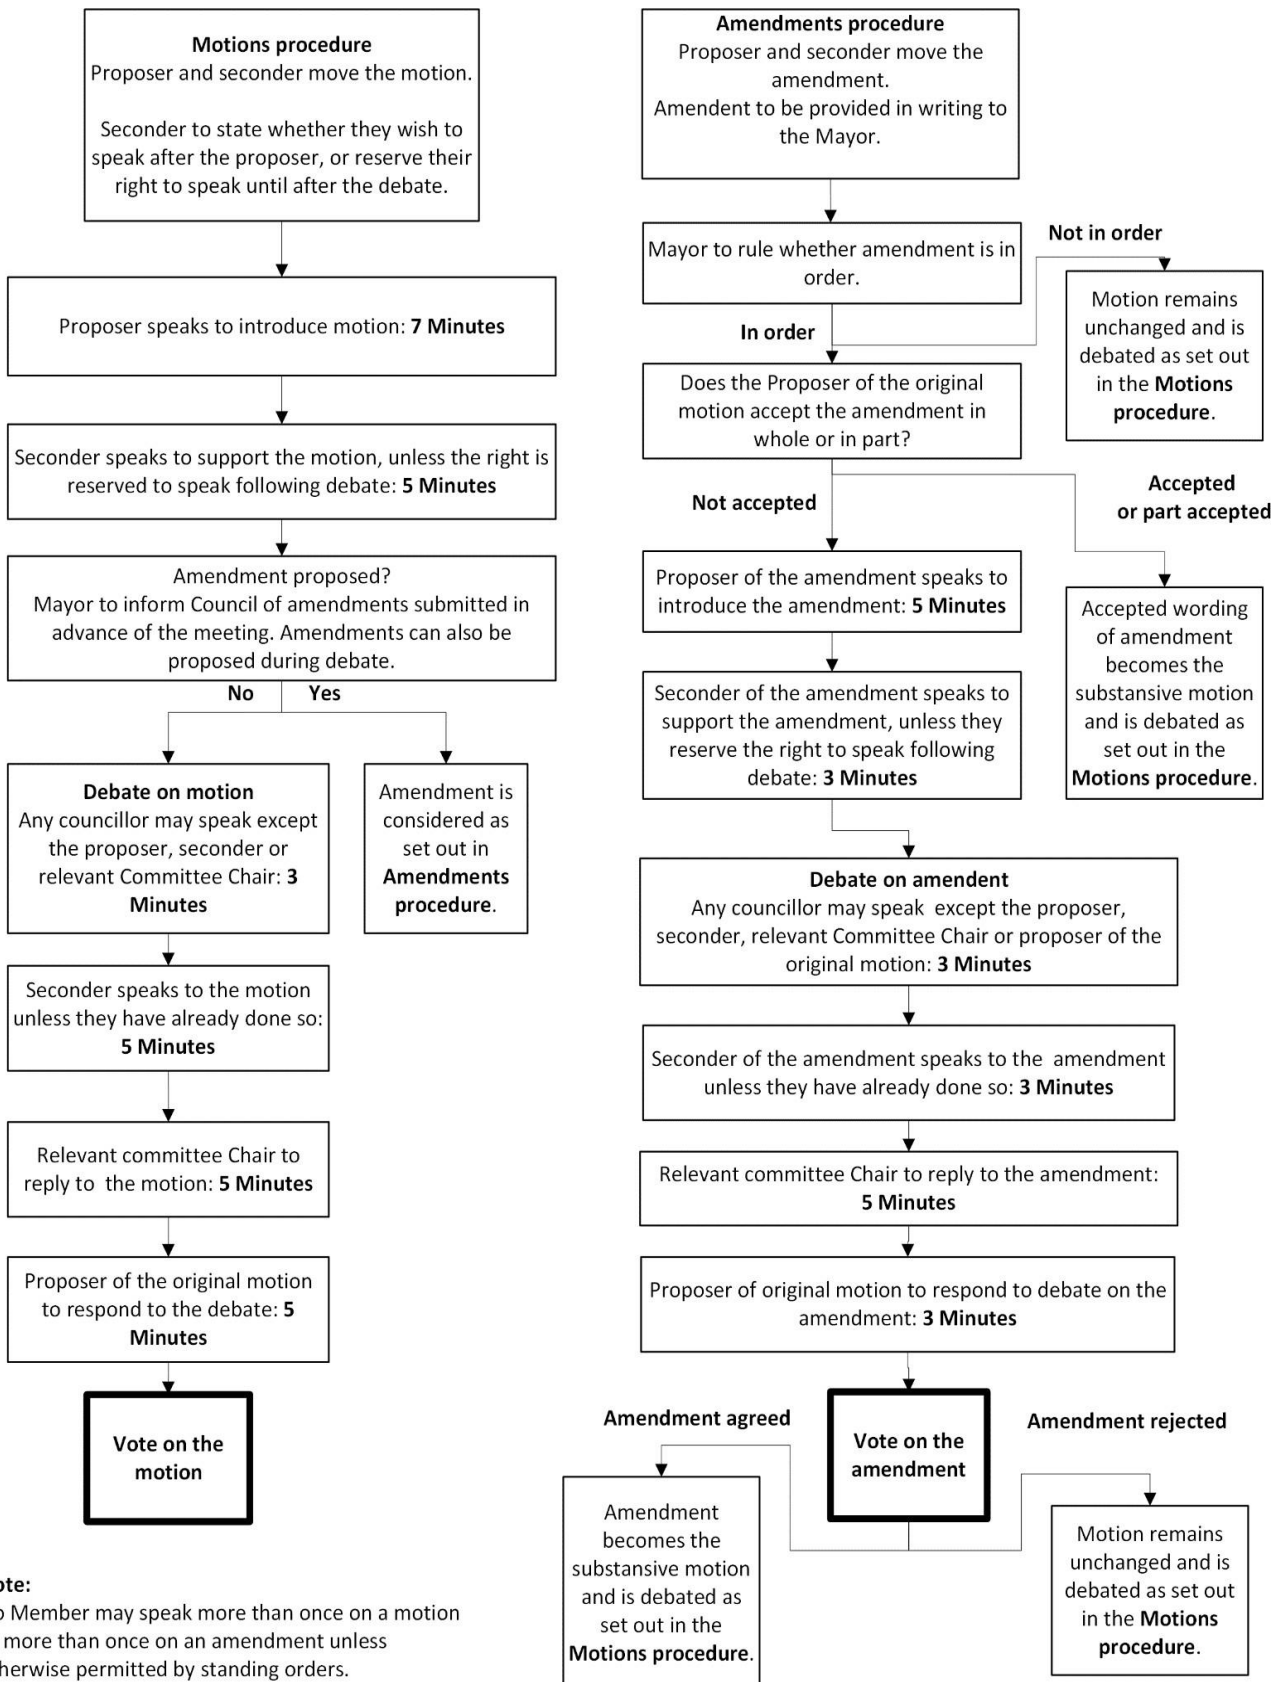 Motions procedure
Proposer and seconder move the motion.
Seconder to state whether they wish to
speak after the proposer, or reserve their
right to speak until after the debate.
Proposer speaks to introduce motion: 7 Minutes
Seconder speaks to support the motion, unless the right is
reserved to speak following debate: 5 Minutes
Amendment proposed?
Mayor to inform Council of amendments submitted in
advance of the meeting. Amendments can also be
proposed during debate.
No
Yes
Debate on motion
Any councillor may speak except
the proposer, seconder or
relevant Committee Chair: 3
Minutes
Amendment is
considered as
set out in
Amendments
procedure.
Seconder speaks to the motion
unless they have already done so:
5 Minutes
Relevant committee Chair to
reply to the motion: 5 Minutes
Proposer of the original motion
to respond to the debate: 5
Minutes
Vote on the
motion
ote:
o Member may speak more than once on a motion
more than once on an amendment unless
herwise permitted by standing orders.
Amendments procedure
Proposer and seconder move the
amendment.
Amendent to be provided in writing to
the Mayor.
Mayor to rule whether amendment is in
order.
Not in order
Motion remains
unchanged and is
debated as set out
in the Motions
procedure.
In order
Does the Proposer of the original
motion accept the amendment in
whole or in part?
Not accepted
Accepted
or part accepted
Accepted wording
of amendment
becomes the
substansive motion
and is debated as
set out in the
Motions procedure.
Proposer of the amendment speaks to
introduce the amendment: 5 Minutes
Seconder of the amendment speaks to
support the amendment, unless they
reserve the right to speak following
debate: 3 Minutes
Debate on amendent
Any councillor may speak except the proposer,
seconder, relevant Committee Chair or proposer of the
original motion: 3 Minutes
Seconder of the amendment speaks to the amendment
unless they have already done so: 3 Minutes
Relevant committee Chair to reply to the amendment:
5 Minutes
Proposer of original motion to respond to debate on the
amendment: 3 Minutes
Vote on the
amendment
Amendment agreed
Amendment
becomes the
substansive motion
and is debated as
set out in the
Motions procedure.
Amendment rejected
Motion remains
unchanged and is
debated as set out
in the Motions
procedure.